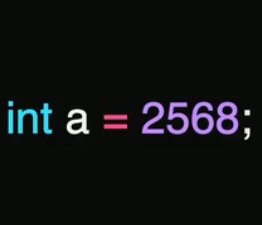 int a = 2568;